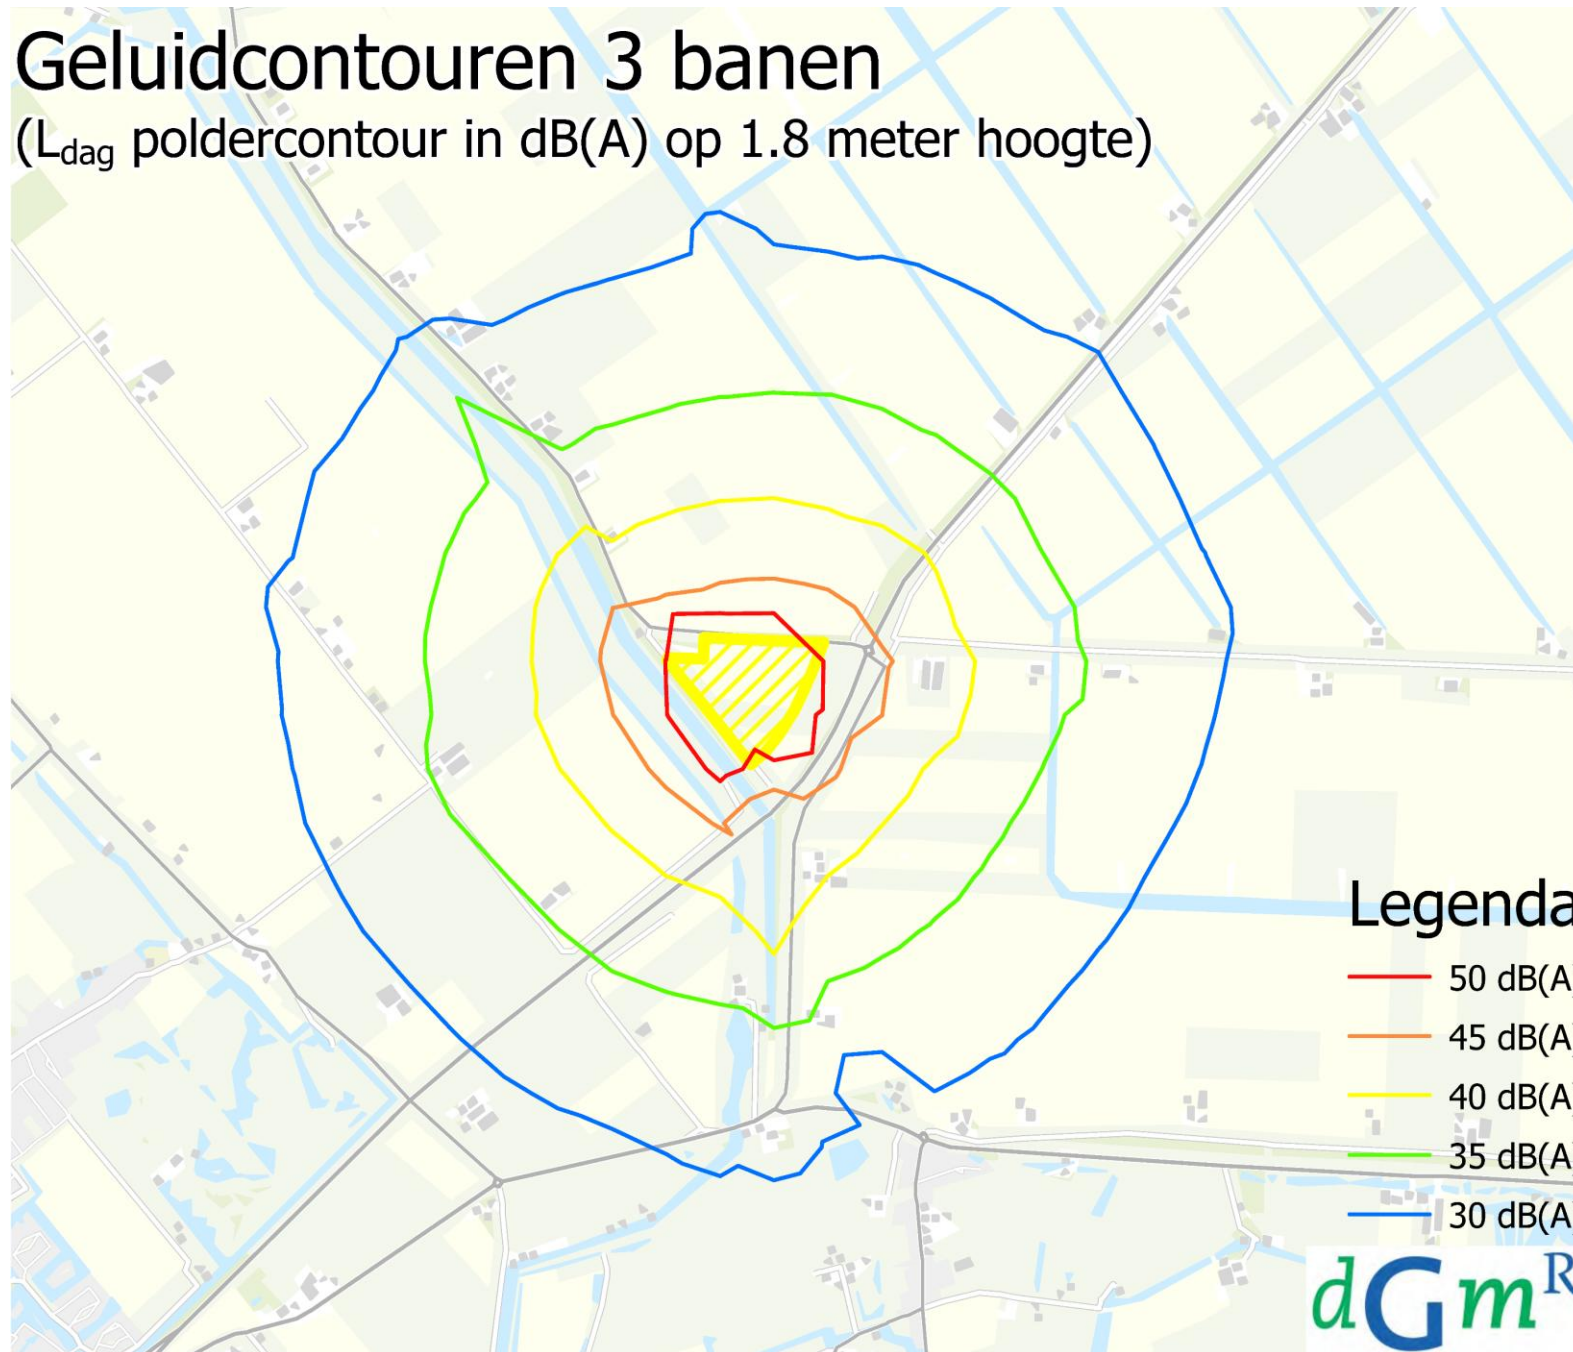 Geluidcontouren 3 banen
(Ldag poldercontour in dB(A) op 1.8 meter hoogte)
Legenda
50 dB(A)
45 dB(A)
40 dB(A)
35 dB(A)
30 dB(A)
dGmR